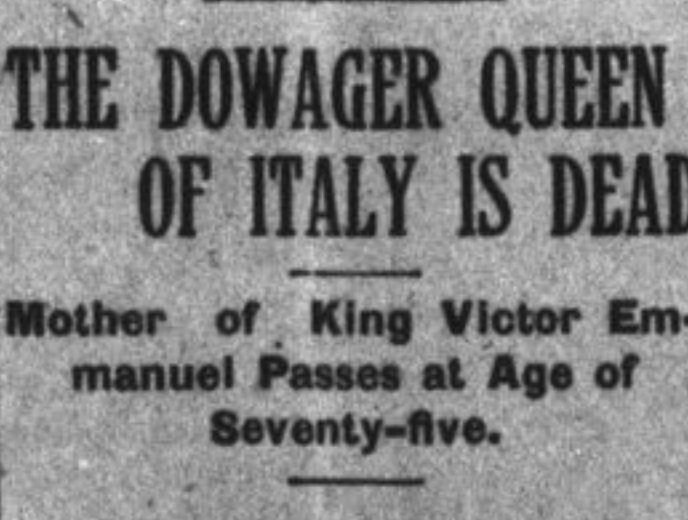 THE DOWAGER QUEEN
OF ITALY IS DEAD
Mother of King Victor Em-
manuel Passes at Age of
Seventy-five.